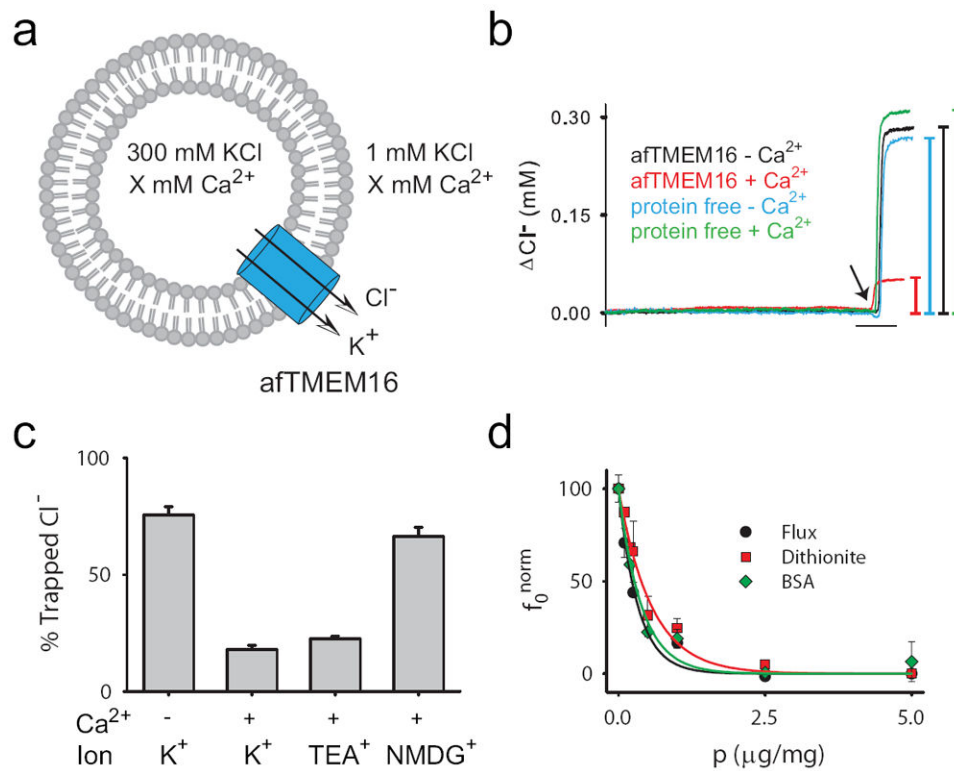 a
300 mM KCl
X mM Ca2+
1 mM KCl
X mM Ca2+
Cl-
K+
afTMEM16
b
ΔCl- (mM)
0.30
0.15
0.00
afTMEM16 - Ca2+
afTMEM16 + Ca2+
protein free - Ca2+
protein free + Ca2+
c
% Trapped Cl-
100
50
0
Ca2+ - + + +
Ion K+ K+ TEA+ NMDG+
d
f0norm
100
50
0
Flux
Dithionite
BSA
0.0 2.5 5.0
p (μg/mg)